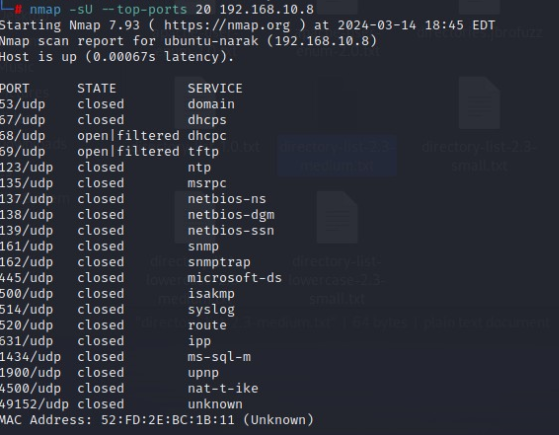 # nmap -sU --top-ports 20 192.168.10.8
Starting Nmap 7.93 ( https://nmap.org ) at 2024-03-14 18:45 EDT
Nmap scan report for ubuntu-narak (192.168.10.8)
Host is up (0.00067s latency).
PORT STATE SERVICE
53/udp closed domain
67/udp closed dhcps
68/udp open|filtered dhcpc
69/udp open|filtered tftp
123/udp closed ntp
135/udp closed msrpc
137/udp closed netbios-ns
138/udp closed netbios-dgm
139/udp closed netbios-ssn
161/udp closed snmp
162/udp closed snmptrap
445/udp closed microsoft-ds
500/udp closed isakmp
514/udp closed syslog
520/udp closed route
631/udp closed ipp
1434/udp closed ms-sql-m
1900/udp closed upnp
4500/udp closed nat-t-ike
49152/udp closed unknown
MAC Address: 52:FD:2E:BC:1B:11 (Unknown)
directory-list-2.3-
small.txt